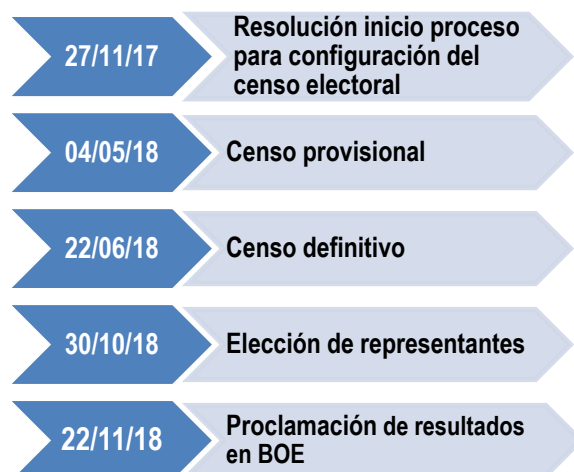 27/11/17
Resolución inicio proceso
para configuración del
censo electoral
04/05/18
Censo provisional
22/06/18
Censo definitivo
30/10/18
Elección de representantes
22/11/18
Proclamación de resultados
en BOE